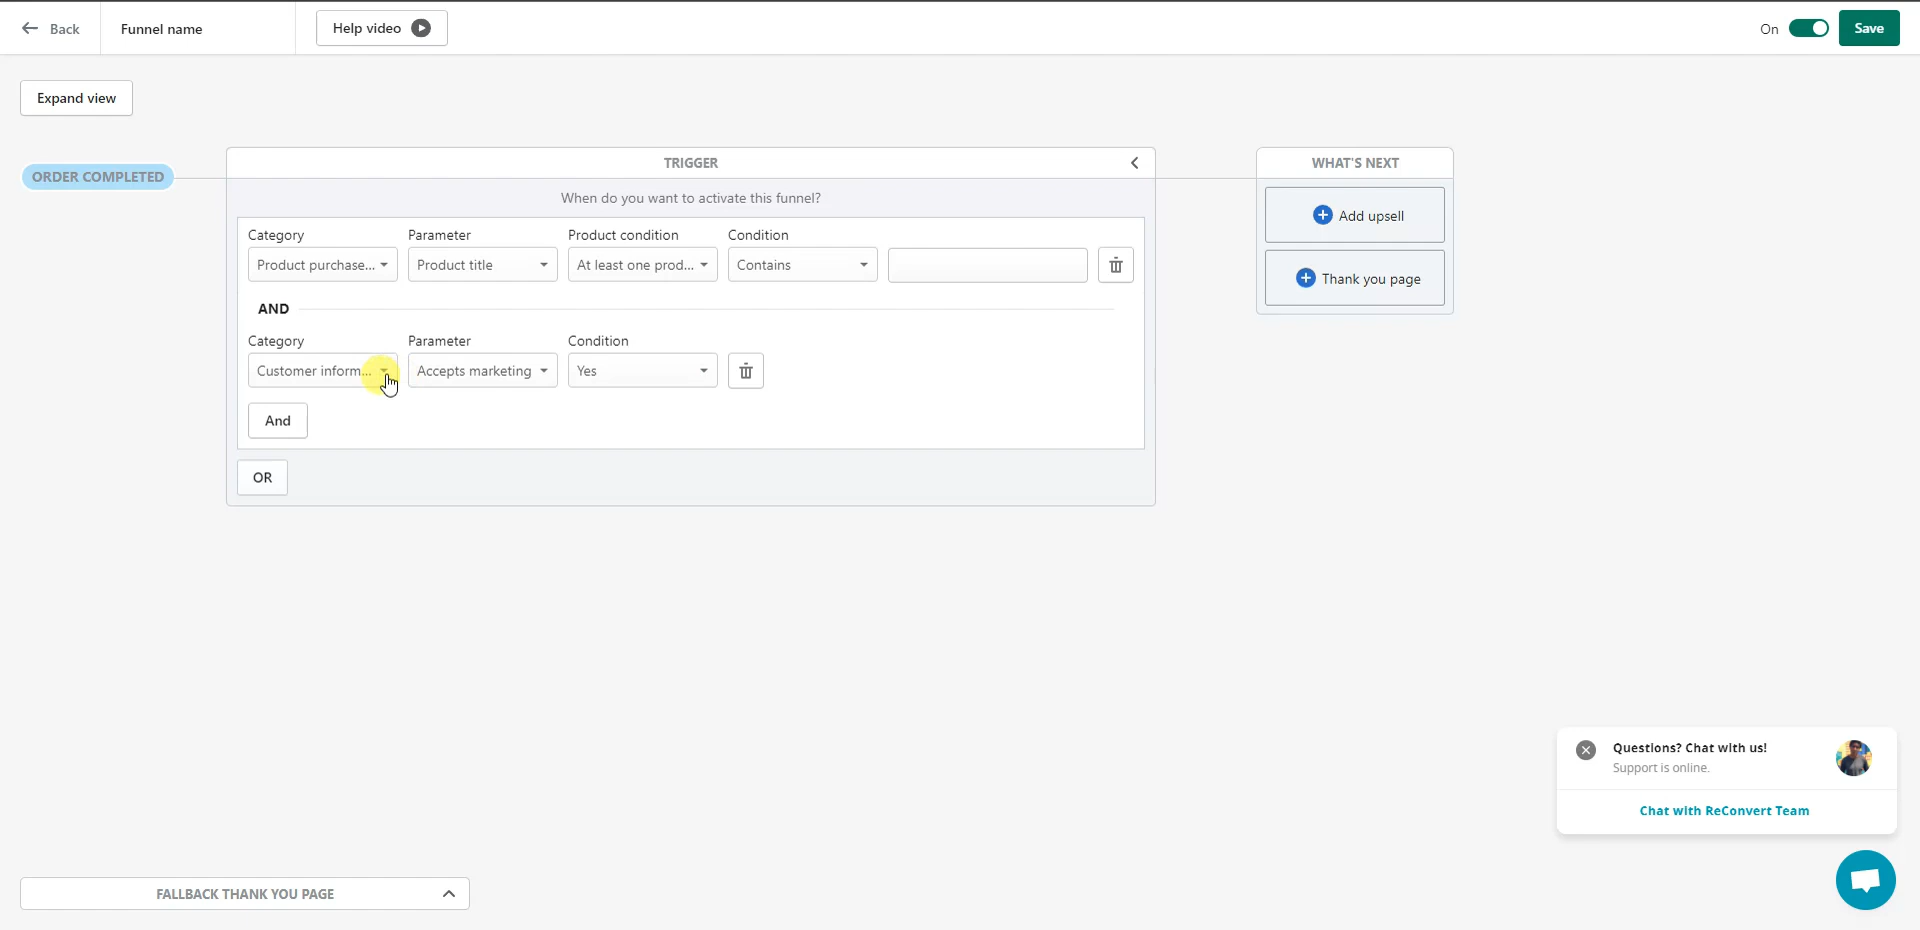 Back
Funnel name
Help video
On
Save
Expand view
ORDER COMPLETED
TRIGGER
When do you want to activate this funnel?
Category Parameter Product condition Condition
Product purchase... Product title At least one prod... Contains
AND
Category Parameter Condition
Customer inform... Accepts marketing Yes
And
OR
WHAT'S NEXT
Add upsell
Thank you page
Questions? Chat with us!
Support is online.
Chat with ReConvert Team
FALLBACK THANK YOU PAGE